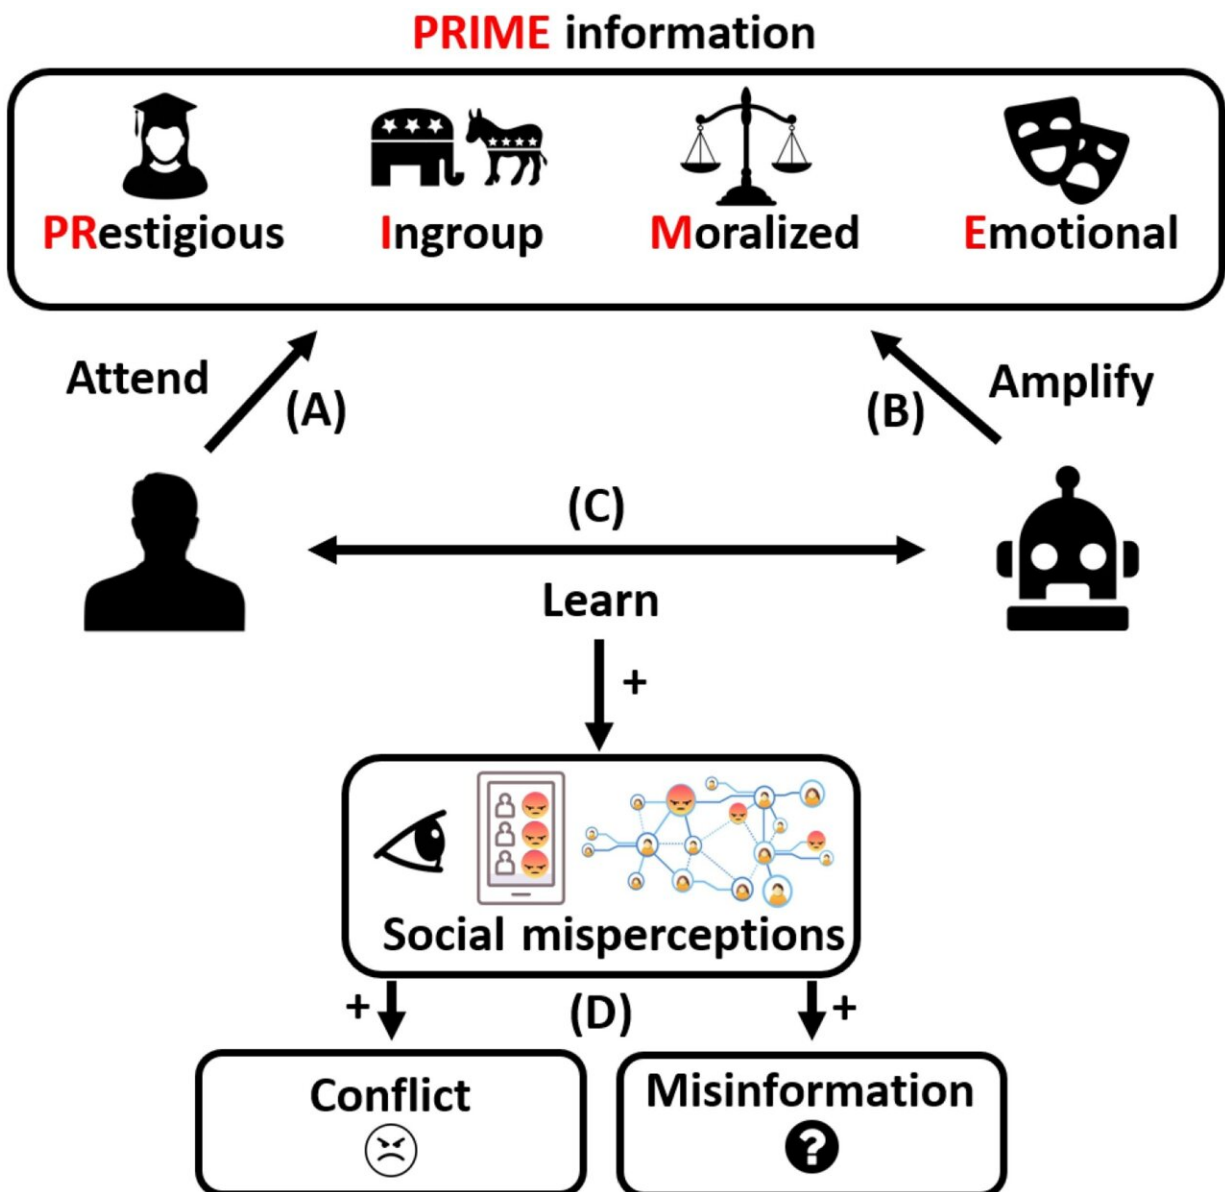 PRIME information
PRestigious Ingroup Moralized Emotional
Attend (A) (B) Amplify
(C)
Learn
+
Social misperceptions
+ (D) +
Conflict Misinformation
?